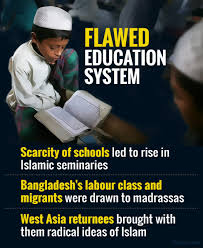 FLAWED
EDUCATION
SYSTEM
Scarcity of schools led to rise in
Islamic seminaries
Bangladesh's labour class and
migrants were drawn to madrassas
West Asia returnees brought with
them radical ideas of Islam